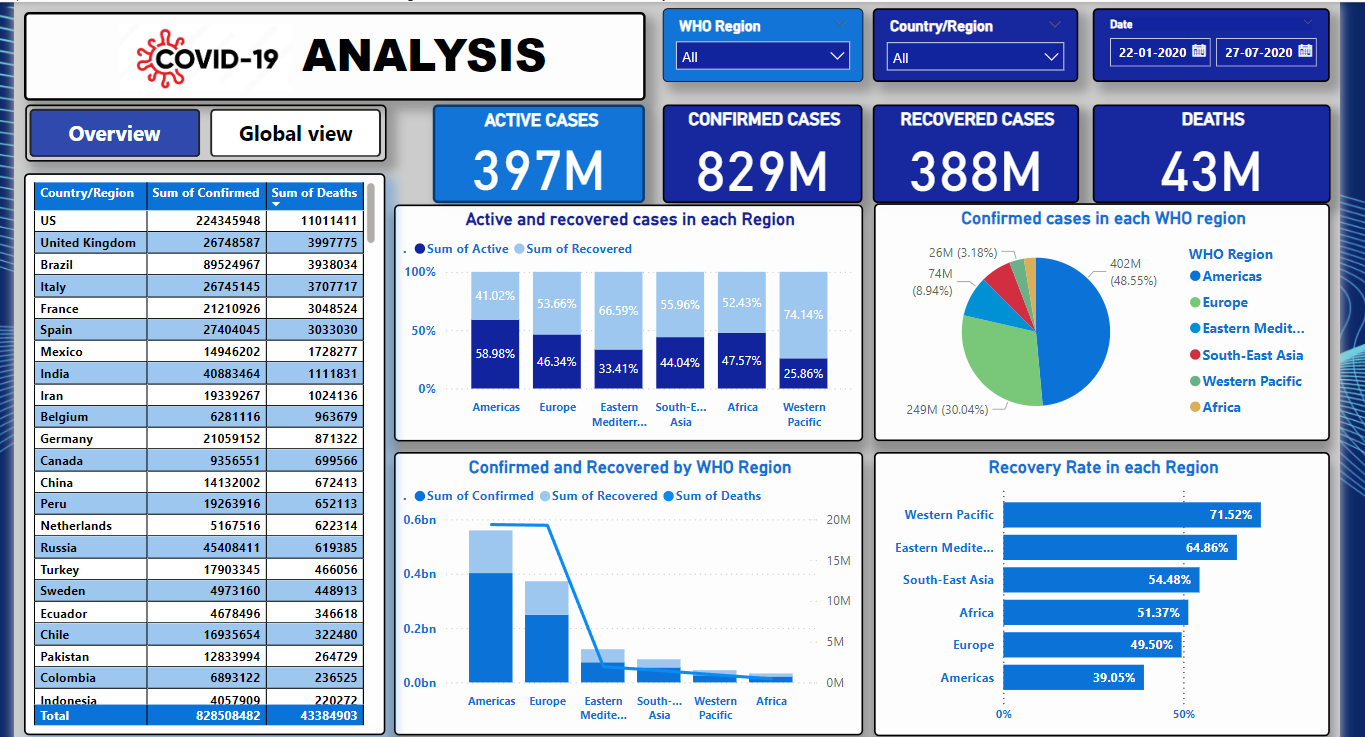 COVID-19 ANALYSIS
WHO Region
All
Country/Region
All
Date
22-01-2020 27-07-2020
Overview Global view
ACTIVE CASES
397M
CONFIRMED CASES
829M
RECOVERED CASES
388M
DEATHS
43M
Country/Region Sum of Confirmed Sum of Deaths
US 224345948 11011411
United Kingdom 26748587 3997775
Brazil 89524967 3938034
Italy 26745145 3707717
France 21210926 3048524
Spain 27404045 3033030
Mexico 14946202 1728277
India 40883464 1111831
Iran 19339267 1024136
Belgium 6281116 963679
Germany 21059152 871322
Canada 9356551 699566
China 14132002 672413
Peru 19263916 652113
Netherlands 5167516 622314
Russia 45408411 619385
Turkey 17903345 466056
Sweden 4973160 448913
Ecuador 4678496 346618
Chile 16935654 322480
Pakistan 12833994 264729
Colombia 6893122 236525
Indonesia 4057909 220272
Total 828508482 43384903
Active and recovered cases in each Region
. Sum of Active Sum of Recovered
100%
50%
0%
41.02% 53.66% 66.59% 55.96% 52.43% 74.14%
58.98% 46.34% 33.41% 44.04% 47.57% 25.86%
Americas Europe Eastern South-E... Africa Western
Mediterr... Asia Pacific
Confirmed cases in each WHO region
26M (3.18%)
74M
(8.94%)
402M
(48.55%)
249M (30.04%)
WHO Region
Americas
Europe
Eastern Medit...
South-East Asia
Western Pacific
Africa
Confirmed and Recovered by WHO Region
. Sum of Confirmed Sum of Recovered Sum of Deaths
0.6bn 20M
15M
0.4bn
10M
0.2bn
5M
0.0bn 0M
Americas Europe Eastern South-... Western Africa
Medite... Asia Pacific
Recovery Rate in each Region
Western Pacific 71.52%
Eastern Medite... 64.86%
South-East Asia 54.48%
Africa 51.37%
Europe 49.50%
Americas 39.05%
0% 50%